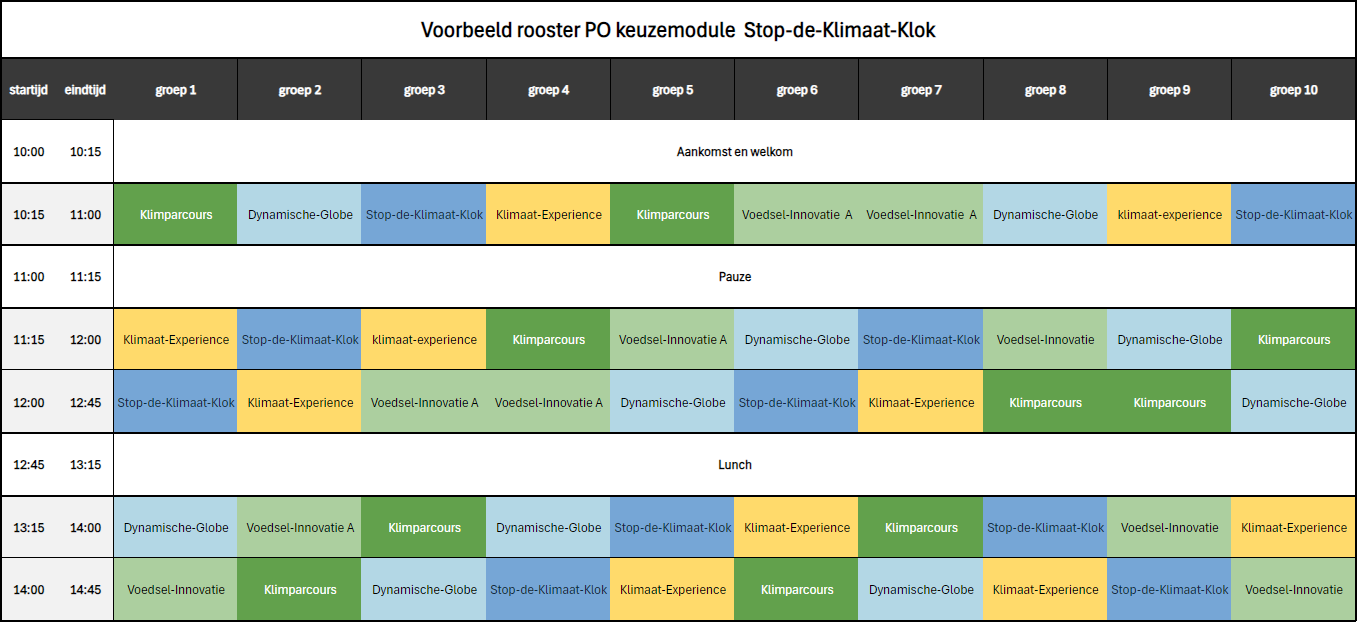 Voorbeeld rooster PO keuzemodule Stop-de-Klimaat-Klok
startijd eindtijd groep 1 groep 2 groep 3 groep 4 groep 5 groep 6 groep 7 groep 8 groep 9 groep 10
10:00 10:15 Aankomst en welkom
10:15 11:00 Klimparcours Dynamische-Globe Stop-de-Klimaat-Klok Klimaat-Experience Klimparcours Voedsel-Innovatie A Voedsel-Innovatie A Dynamische-Globe klimaat-experience Stop-de-Klimaat-Klok
11:00 11:15 Pauze
11:15 12:00 Klimaat-Experience Stop-de-Klimaat-Klok klimaat-experience Klimparcours Voedsel-Innovatie A Dynamische-Globe Stop-de-Klimaat-Klok Voedsel-Innovatie Dynamische-Globe Klimparcours
12:00 12:45 Stop-de-Klimaat-Klok Klimaat-Experience Voedsel-Innovatie A Voedsel-Innovatie A Dynamische-Globe Stop-de-Klimaat-Klok Klimaat-Experience Klimparcours Klimparcours Dynamische-Globe
12:45 13:15 Lunch
13:15 14:00 Dynamische-Globe Voedsel-Innovatie A Klimparcours Dynamische-Globe Stop-de-Klimaat-Klok Klimaat-Experience Klimparcours Stop-de-Klimaat-Klok Voedsel-Innovatie Klimaat-Experience
14:00 14:45 Voedsel-Innovatie Klimparcours Dynamische-Globe Stop-de-Klimaat-Klok Klimaat-Experience Klimparcours Dynamische-Globe Klimaat-Experience Stop-de-Klimaat-Klok Voedsel-Innovatie